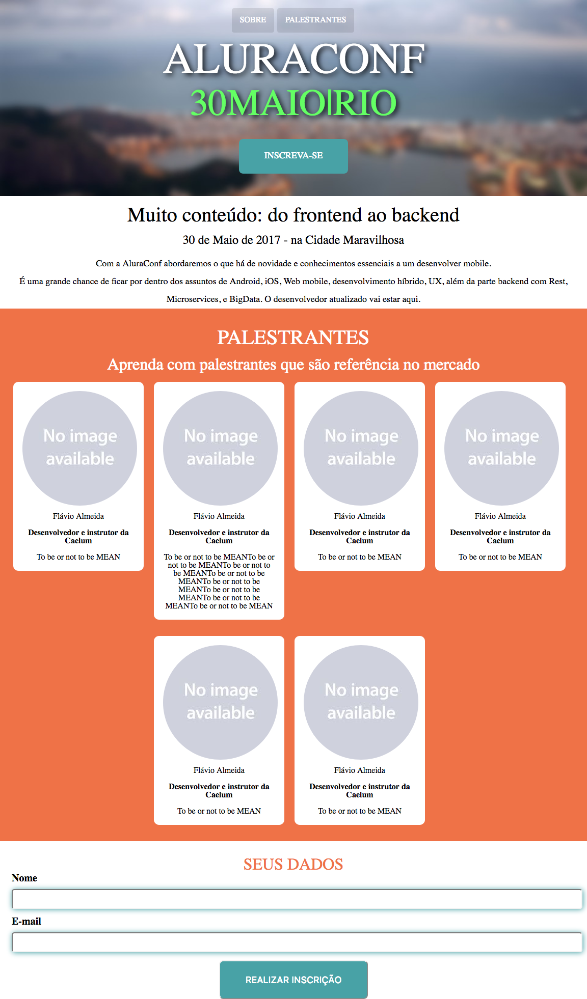 SOBRE PALESTRANTES
ALURACONF
30MAIO|RIO
INSCREVA-SE
Muito conteúdo: do frontend ao backend
30 de Maio de 2017 - na Cidade Maravilhosa
Com a AluraConf abordaremos o que há de novidade e conhecimentos essenciais a um desenvolver mobile.
É uma grande chance de ficar por dentro dos assuntos de Android, iOS, Web mobile, desenvolvimento híbrido, UX, além da parte backend com Rest,
Microservices, e BigData. O desenvolvedor atualizado vai estar aqui.
PALESTRANTES
Aprenda com palestrantes que são referência no mercado
No image
available
Flávio Almeida
Desenvolvedor e instrutor da
Caelum
To be or not to be MEAN
No image
available
Flávio Almeida
Desenvolvedor e instrutor da
Caelum
To be or not to be MEANTo be or
not to be MEANTo be or not to
be MEANTo be or not to be
MEANTo be or not to be
MEANTo be or not to be
MEANTo be or not to be
MEANTo be or not to be MEAN
No image
available
Flávio Almeida
Desenvolvedor e instrutor da
Caelum
To be or not to be MEAN
No image
available
Flávio Almeida
Desenvolvedor e instrutor da
Caelum
To be or not to be MEAN
No image
available
Flávio Almeida
Desenvolvedor e instrutor da
Caelum
To be or not to be MEAN
No image
available
Flávio Almeida
Desenvolvedor e instrutor da
Caelum
To be or not to be MEAN
SEUS DADOS
Nome
E-mail
REALIZAR INSCRIÇÃO